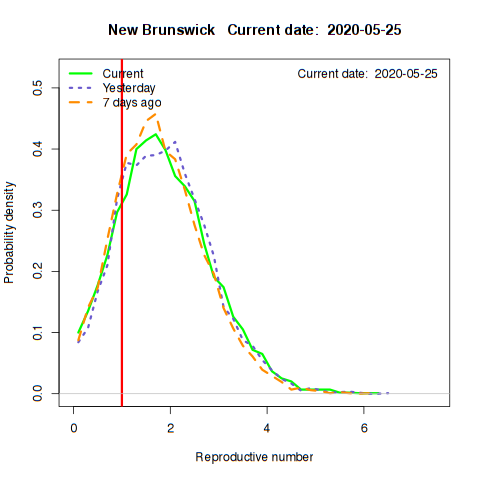 New Brunswick   Current date:  2020-05-25
Current
Current date:  2020-05-25
Yesterday
7 days ago
0.5
0.4
0.3
0.2
0.1
0.0
Probability density
0 2 4 6
Reproductive number